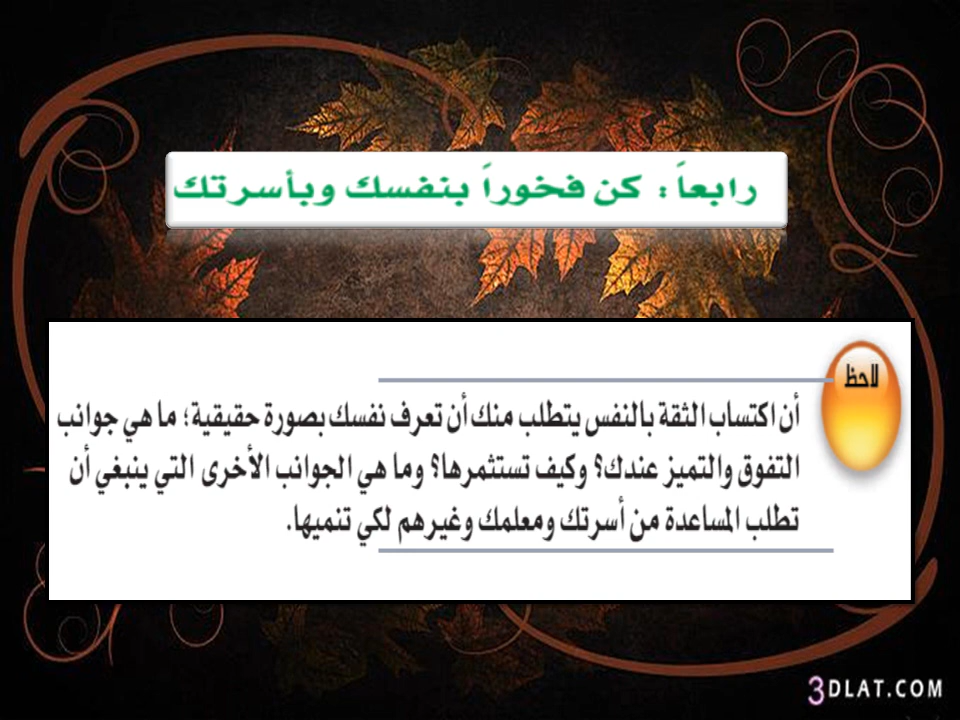 رابعاً : كن فخوراً بنفسك وبأسرتك
لاحظ
أن اكتساب الثقة بالنفس يتطلب منك أن تعرف نفسك بصورة حقيقية؛ ما هي جوانب
التفوق والتميز عندك؟ وكيف تستثمرها؟ وما هي الجوانب الأخرى التي ينبغي أن
تطلب المساعدة من أسرتك ومعلمك وغيرهم لكي تنميها.
3DLAT.COM